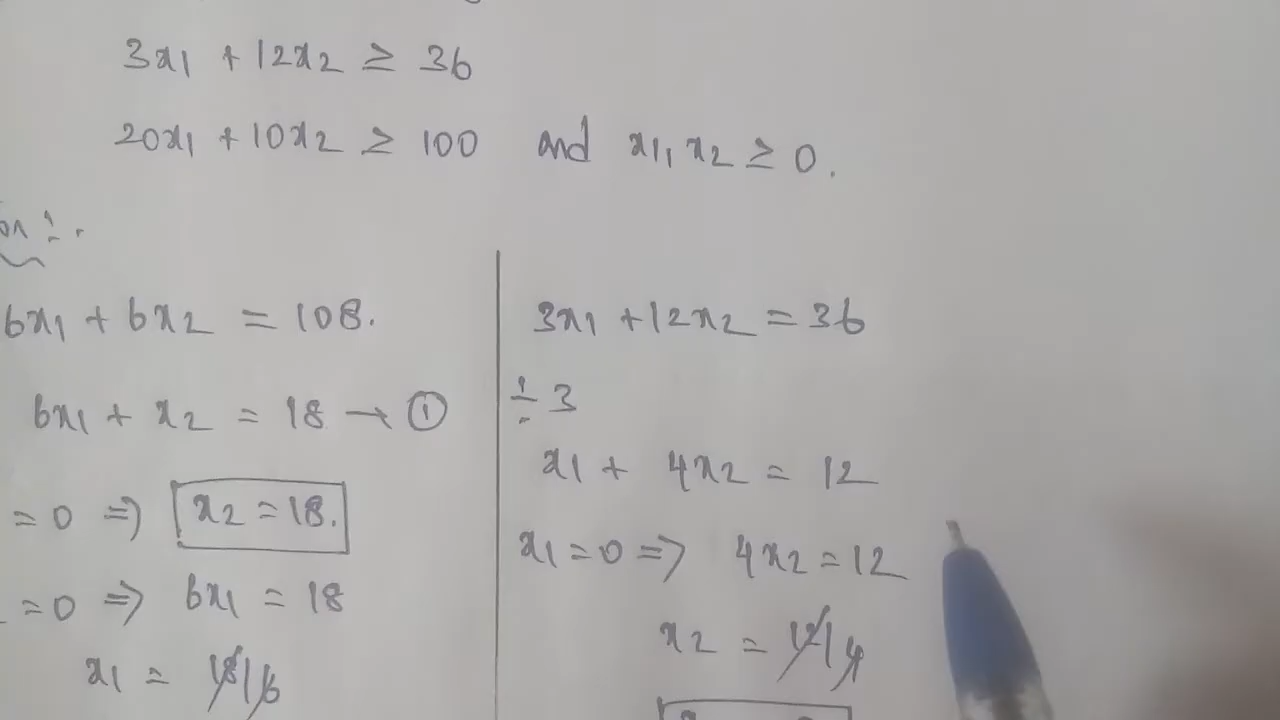 3x1 + 12x2 ≥ 36
20x1 + 10x2 ≥ 100 and x1, x2 ≥ 0.
on :-
6x1 + 6x2 = 108.
6x1 + x2 = 18 → ①
= 0 ⇒ x2 = 18.
= 0 ⇒ 6x1 = 18
x1 = 18/6
3x1 + 12x2 = 36
÷ 3
x1 + 4x2 = 12
x1 = 0 ⇒ 4x2 = 12
x2 = 12/4